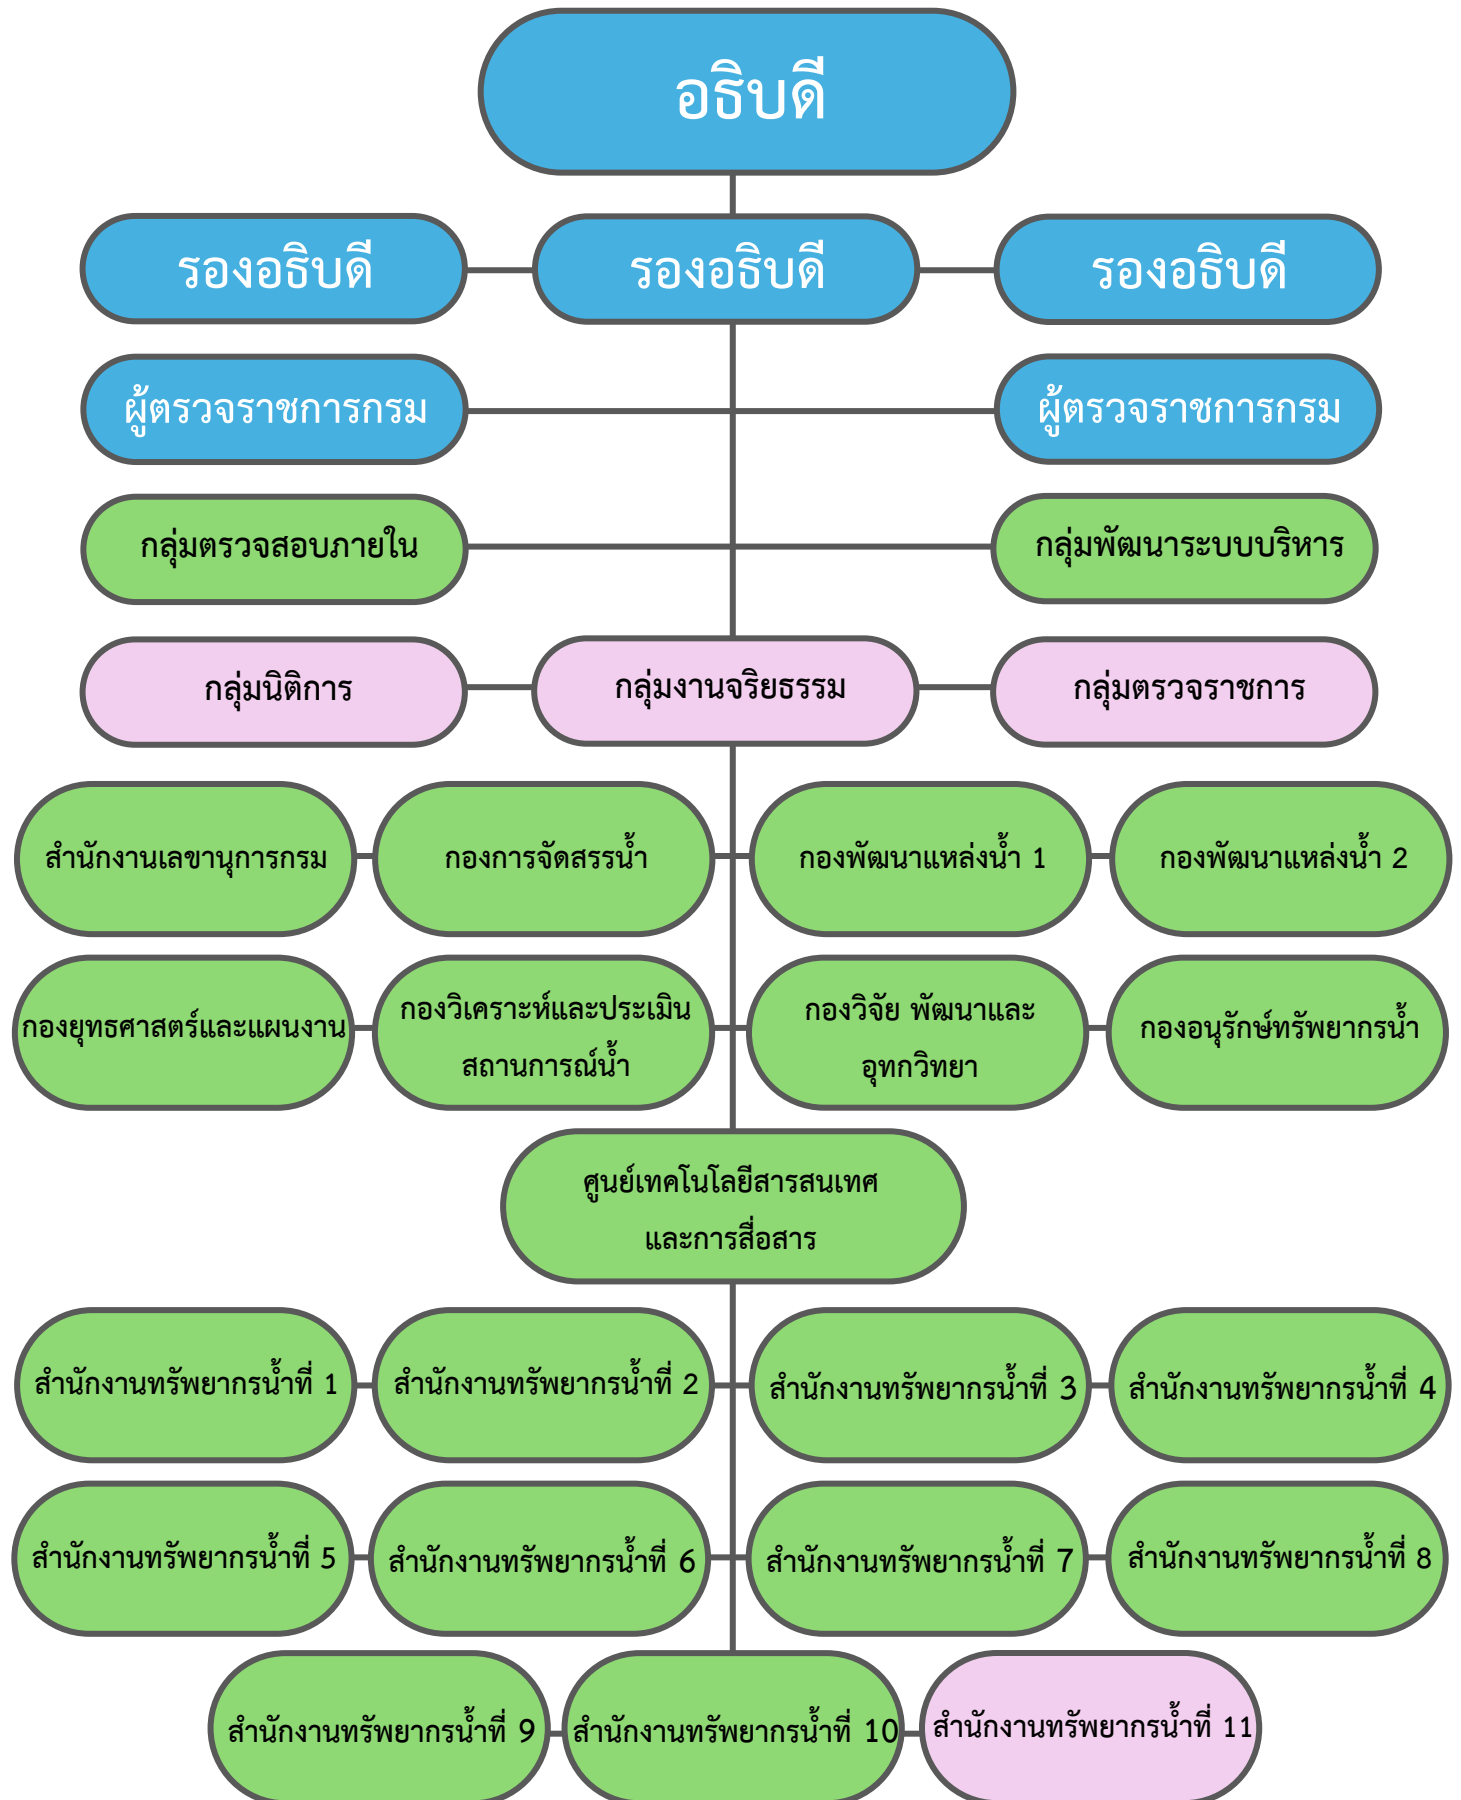 อธิบดี
รองอธิบดี
รองอธิบดี
รองอธิบดี
ผู้ตรวจราชการกรม
ผู้ตรวจราชการกรม
กลุ่มตรวจสอบภายใน
กลุ่มพัฒนาระบบบริหาร
กลุ่มนิติการ
กลุ่มงานจริยธรรม
กลุ่มตรวจราชการ
สำนักงานเลขานุการกรม
กองการจัดสรรน้ำ
กองพัฒนาแหล่งน้ำ 1
กองพัฒนาแหล่งน้ำ 2
กองยุทธศาสตร์และแผนงาน
กองวิเคราะห์และประเมิน
สถานการณ์น้ำ
กองวิจัย พัฒนาและ
อุทกวิทยา
กองอนุรักษ์ทรัพยากรน้ำ
ศูนย์เทคโนโลยีสารสนเทศ
และการสื่อสาร
สำนักงานทรัพยากรน้ำที่ 1
สำนักงานทรัพยากรน้ำที่ 2
สำนักงานทรัพยากรน้ำที่ 3
สำนักงานทรัพยากรน้ำที่ 4
สำนักงานทรัพยากรน้ำที่ 5
สำนักงานทรัพยากรน้ำที่ 6
สำนักงานทรัพยากรน้ำที่ 7
สำนักงานทรัพยากรน้ำที่ 8
สำนักงานทรัพยากรน้ำที่ 9
สำนักงานทรัพยากรน้ำที่ 10
สำนักงานทรัพยากรน้ำที่ 11